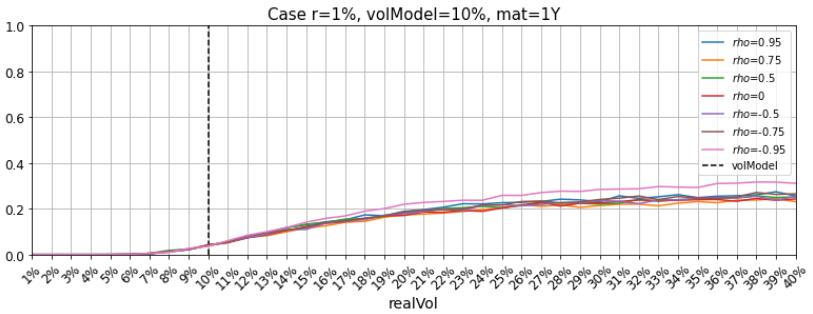 Case r=1%, volModel=10%, mat=1Y
1.0
0.8
0.6
0.4
0.2
0.0
rho=0.95
rho=0.75
rho=0.5
rho=0
rho=-0.5
rho=-0.75
rho=-0.95
volModel
1% 2% 3% 4% 5% 6% 7% 8% 9% 10% 11% 12% 13% 14% 15% 16% 17% 18% 19% 20% 21% 22% 23% 24% 25% 26% 27% 28% 29% 30% 31% 32% 33% 34% 35% 36% 37% 38% 39% 40%
realVol